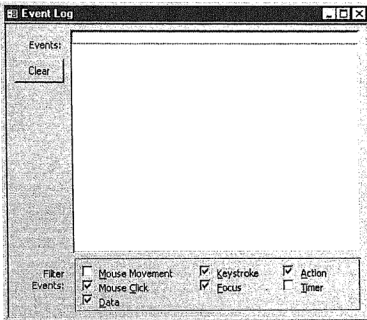 Event Log
Events:
Clear
Filter Events:
Mouse Movement
Keystroke
Action
Mouse Click
Focus
Timer
Data